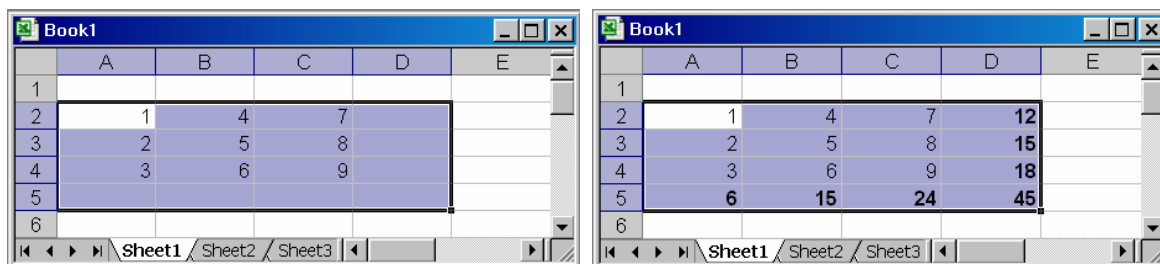 Book1
A B C D E
1
2 1 4 7
3 2 5 8
4 3 6 9
5
6
Sheet1 Sheet2 Sheet3
Book1
A B C D E
1
2 1 4 7 12
3 2 5 8 15
4 3 6 9 18
5 6 15 24 45
6
Sheet1 Sheet2 Sheet3